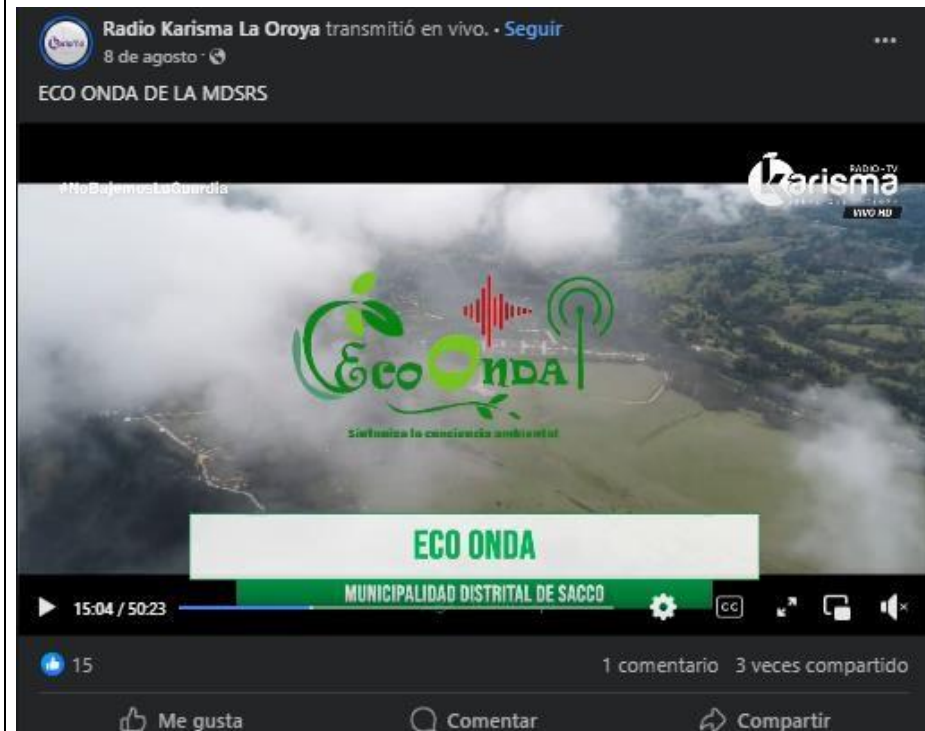 Radio Karisma La Oroya transmitió en vivo. • Seguir
8 de agosto ·
ECO ONDA DE LA MDSRS
#NoBajemosLaGuardia
RADIO-TV
karisma
VIVO HD
Eco Onda
Sintoniza la conciencia ambiental
ECO ONDA
MUNICIPALIDAD DISTRITAL DE SACCO
15:04 / 50:23
CC
15
1 comentario 3 veces compartido
Me gusta
Comentar
Compartir